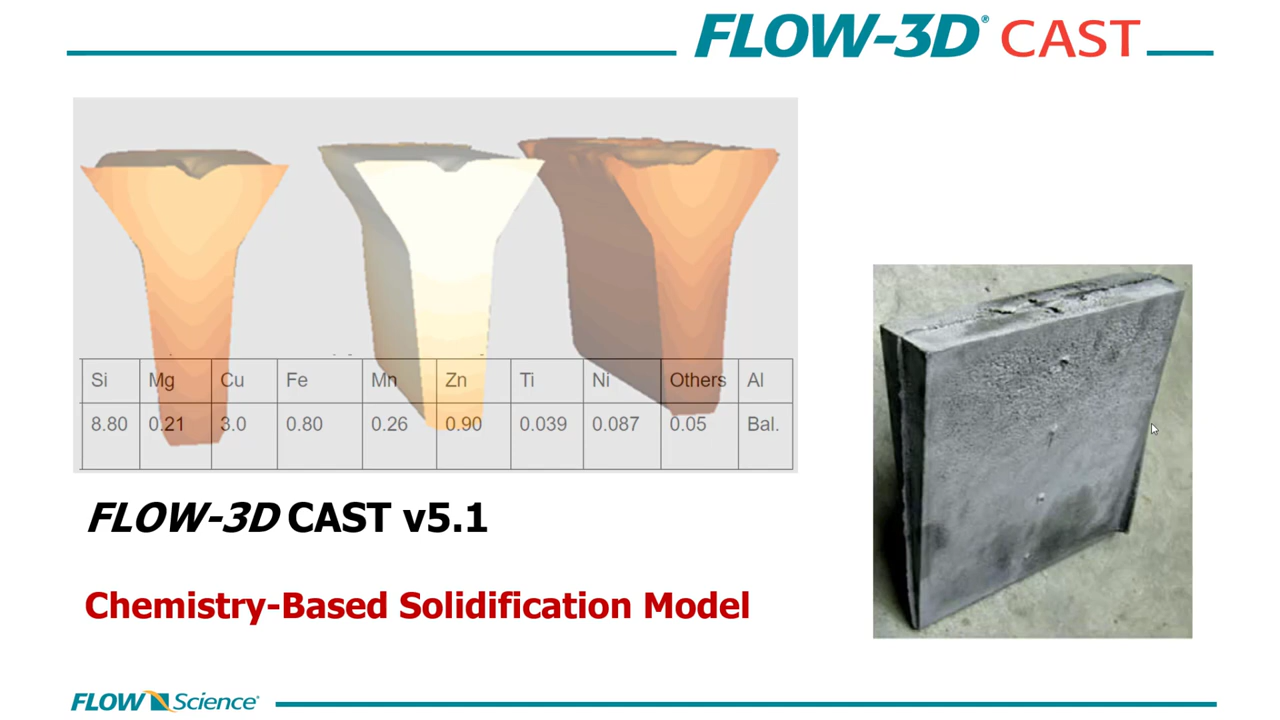 FLOW-3D® CAST
Si Mg Cu Fe Mn Zn Ti Ni Others Al
8.80 0.21 3.0 0.80 0.26 0.90 0.039 0.087 0.05 Bal.
FLOW-3D CAST v5.1
Chemistry-Based Solidification Model
FLOW Science®